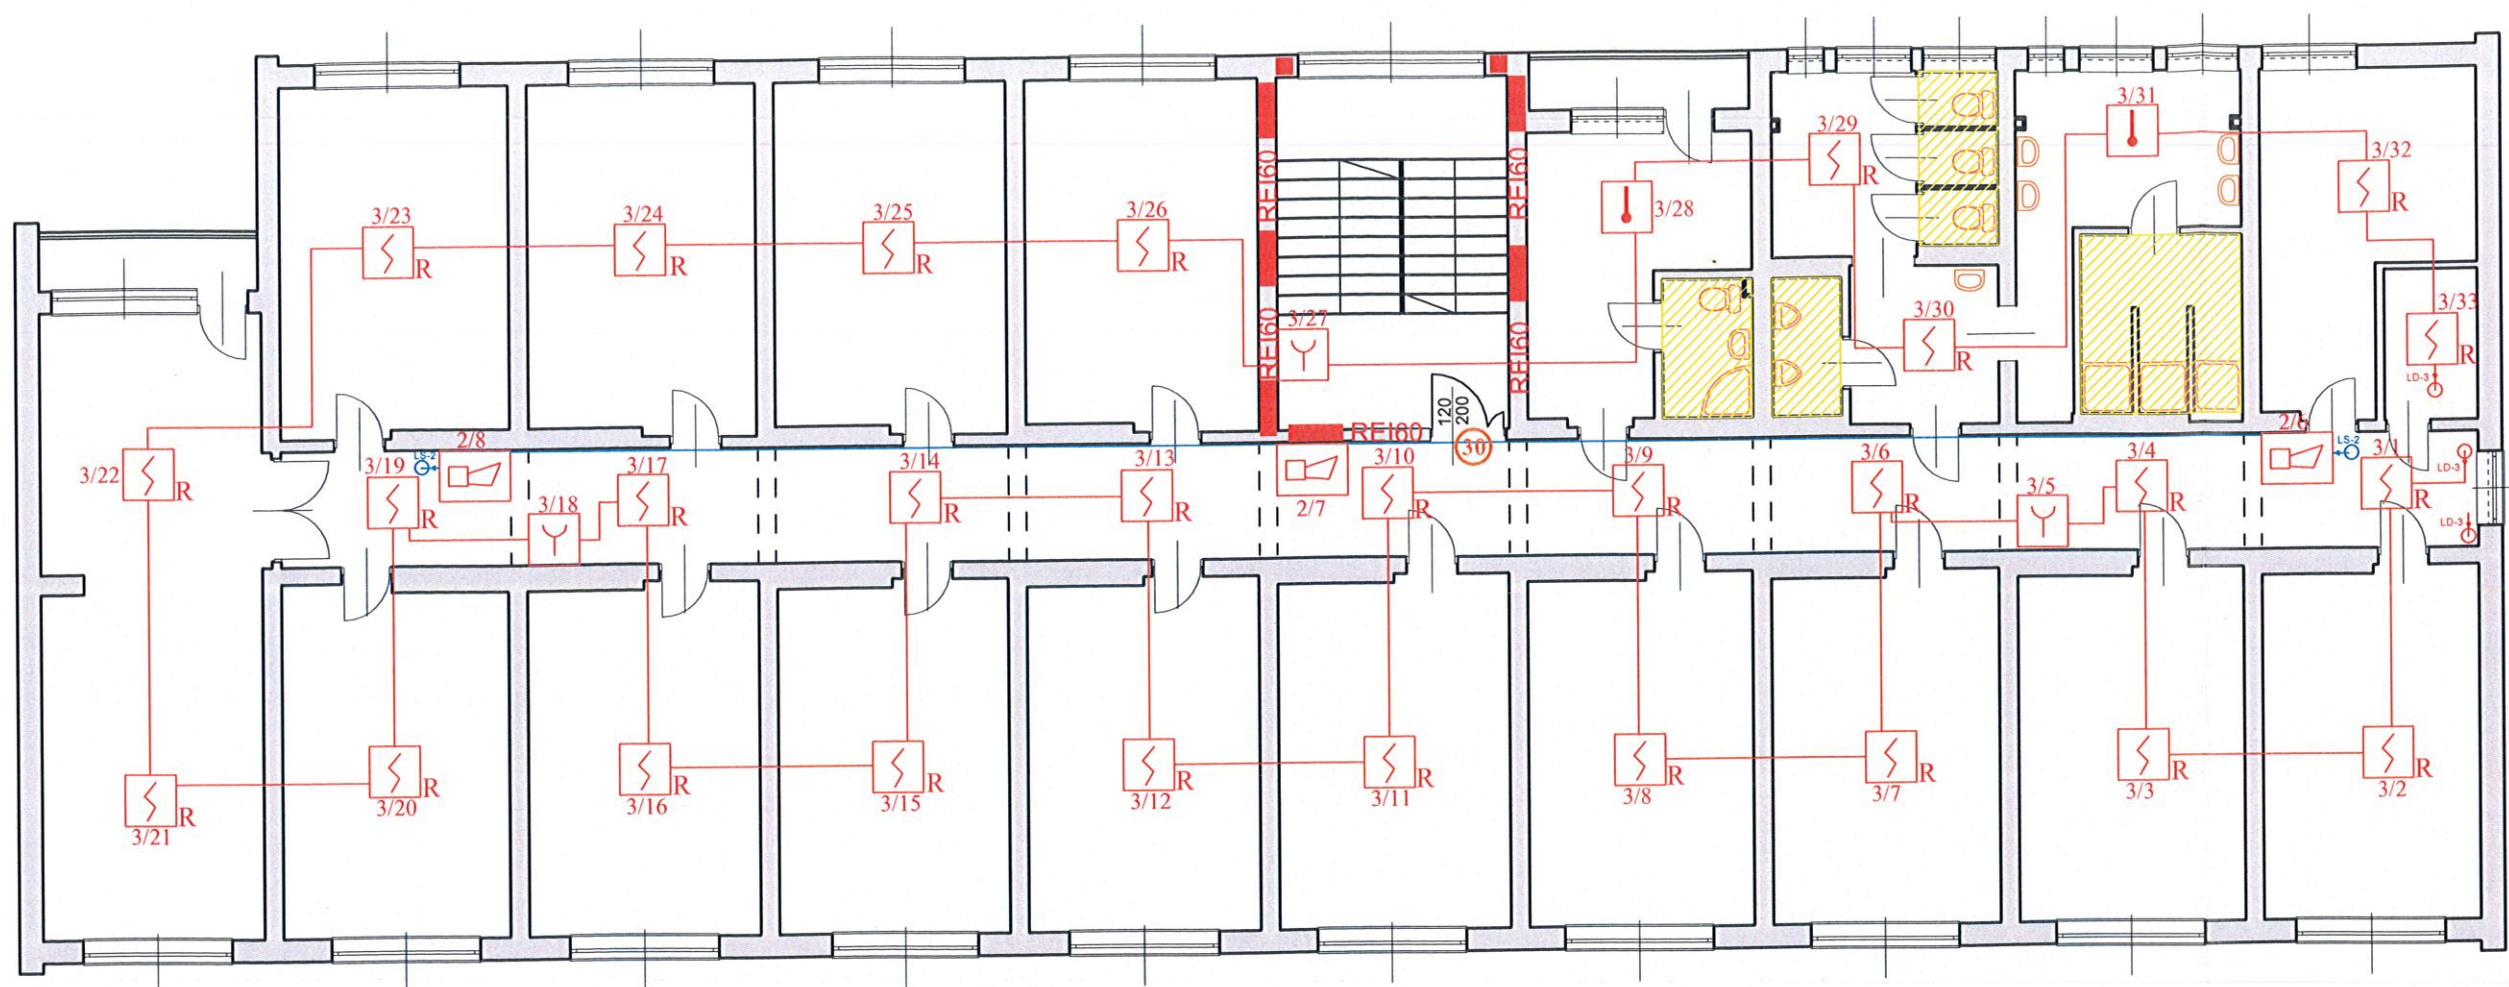 3/31
3/29
R
3/32
R
3/23
R
3/24
R
3/25
R
3/26
R
REI60
REI60
3/28
3/27
REI60
REI60
3/30
R
3/33
R
LD-3
120
200
REI60
30
2/8
LS-2
2/6
LS-2
3/22
R
3/19
R
3/18
3/17
R
3/14
R
3/13
R
2/7
3/10
R
3/9
R
3/6
R
3/5
3/4
R
3/1
R
LD-3
LD-3
3/21
R
3/20
R
3/16
R
3/15
R
3/12
R
3/11
R
3/8
R
3/7
R
3/3
R
3/2
R